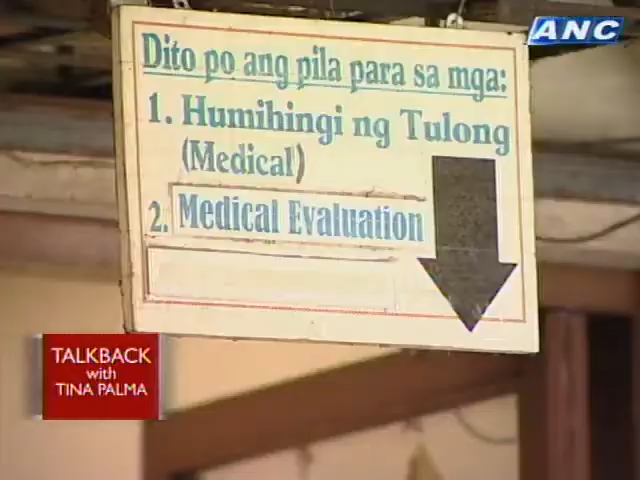 ANC
Dito po ang pila para sa mga:
1. Humihingi ng Tulong
(Medical)
2. Medical Evaluation
TALKBACK
with
TINA PALMA